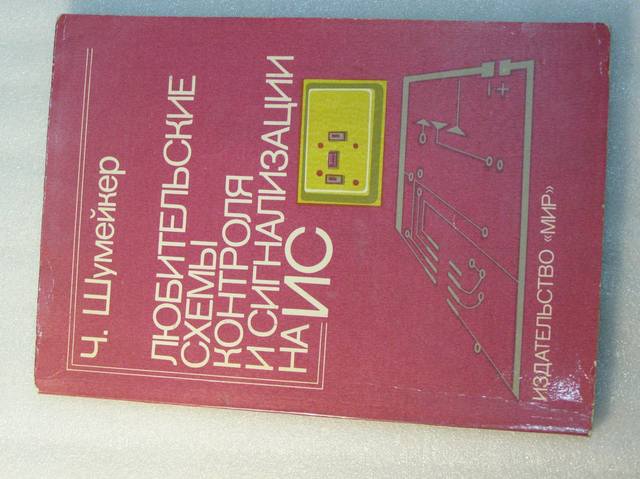 Ч. Шумейкер
ЛЮБИТЕЛЬСКИЕ
СХЕМЫ
КОНТРОЛЯ
И СИГНАЛИЗАЦИИ
НА ИС
− +
ИЗДАТЕЛЬСТВО «МИР»